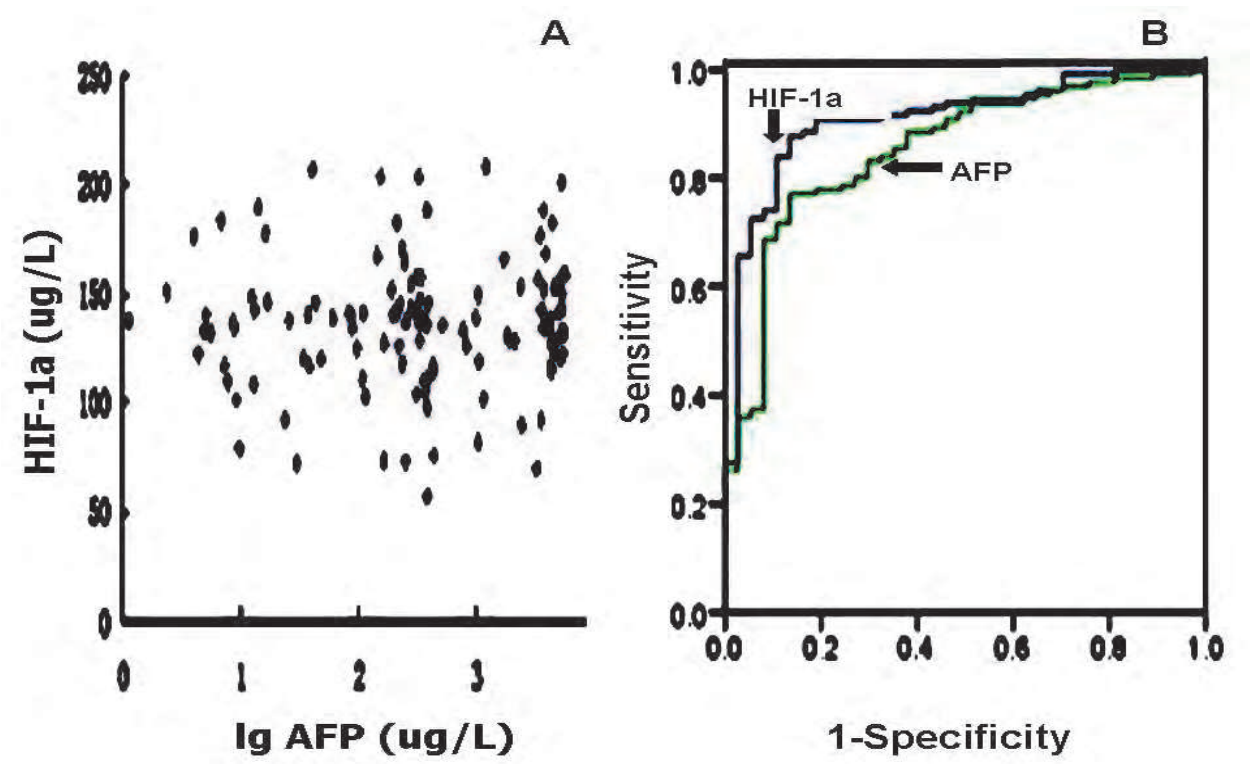 A
250
200
150
100
50
0
0 1 2 3
HIF-1a (ug/L)
lg AFP (ug/L)
B
HIF-1a
AFP
1.0
0.8
0.6
0.4
0.2
0.0
0.0 0.2 0.4 0.6 0.8 1.0
Sensitivity
1-Specificity